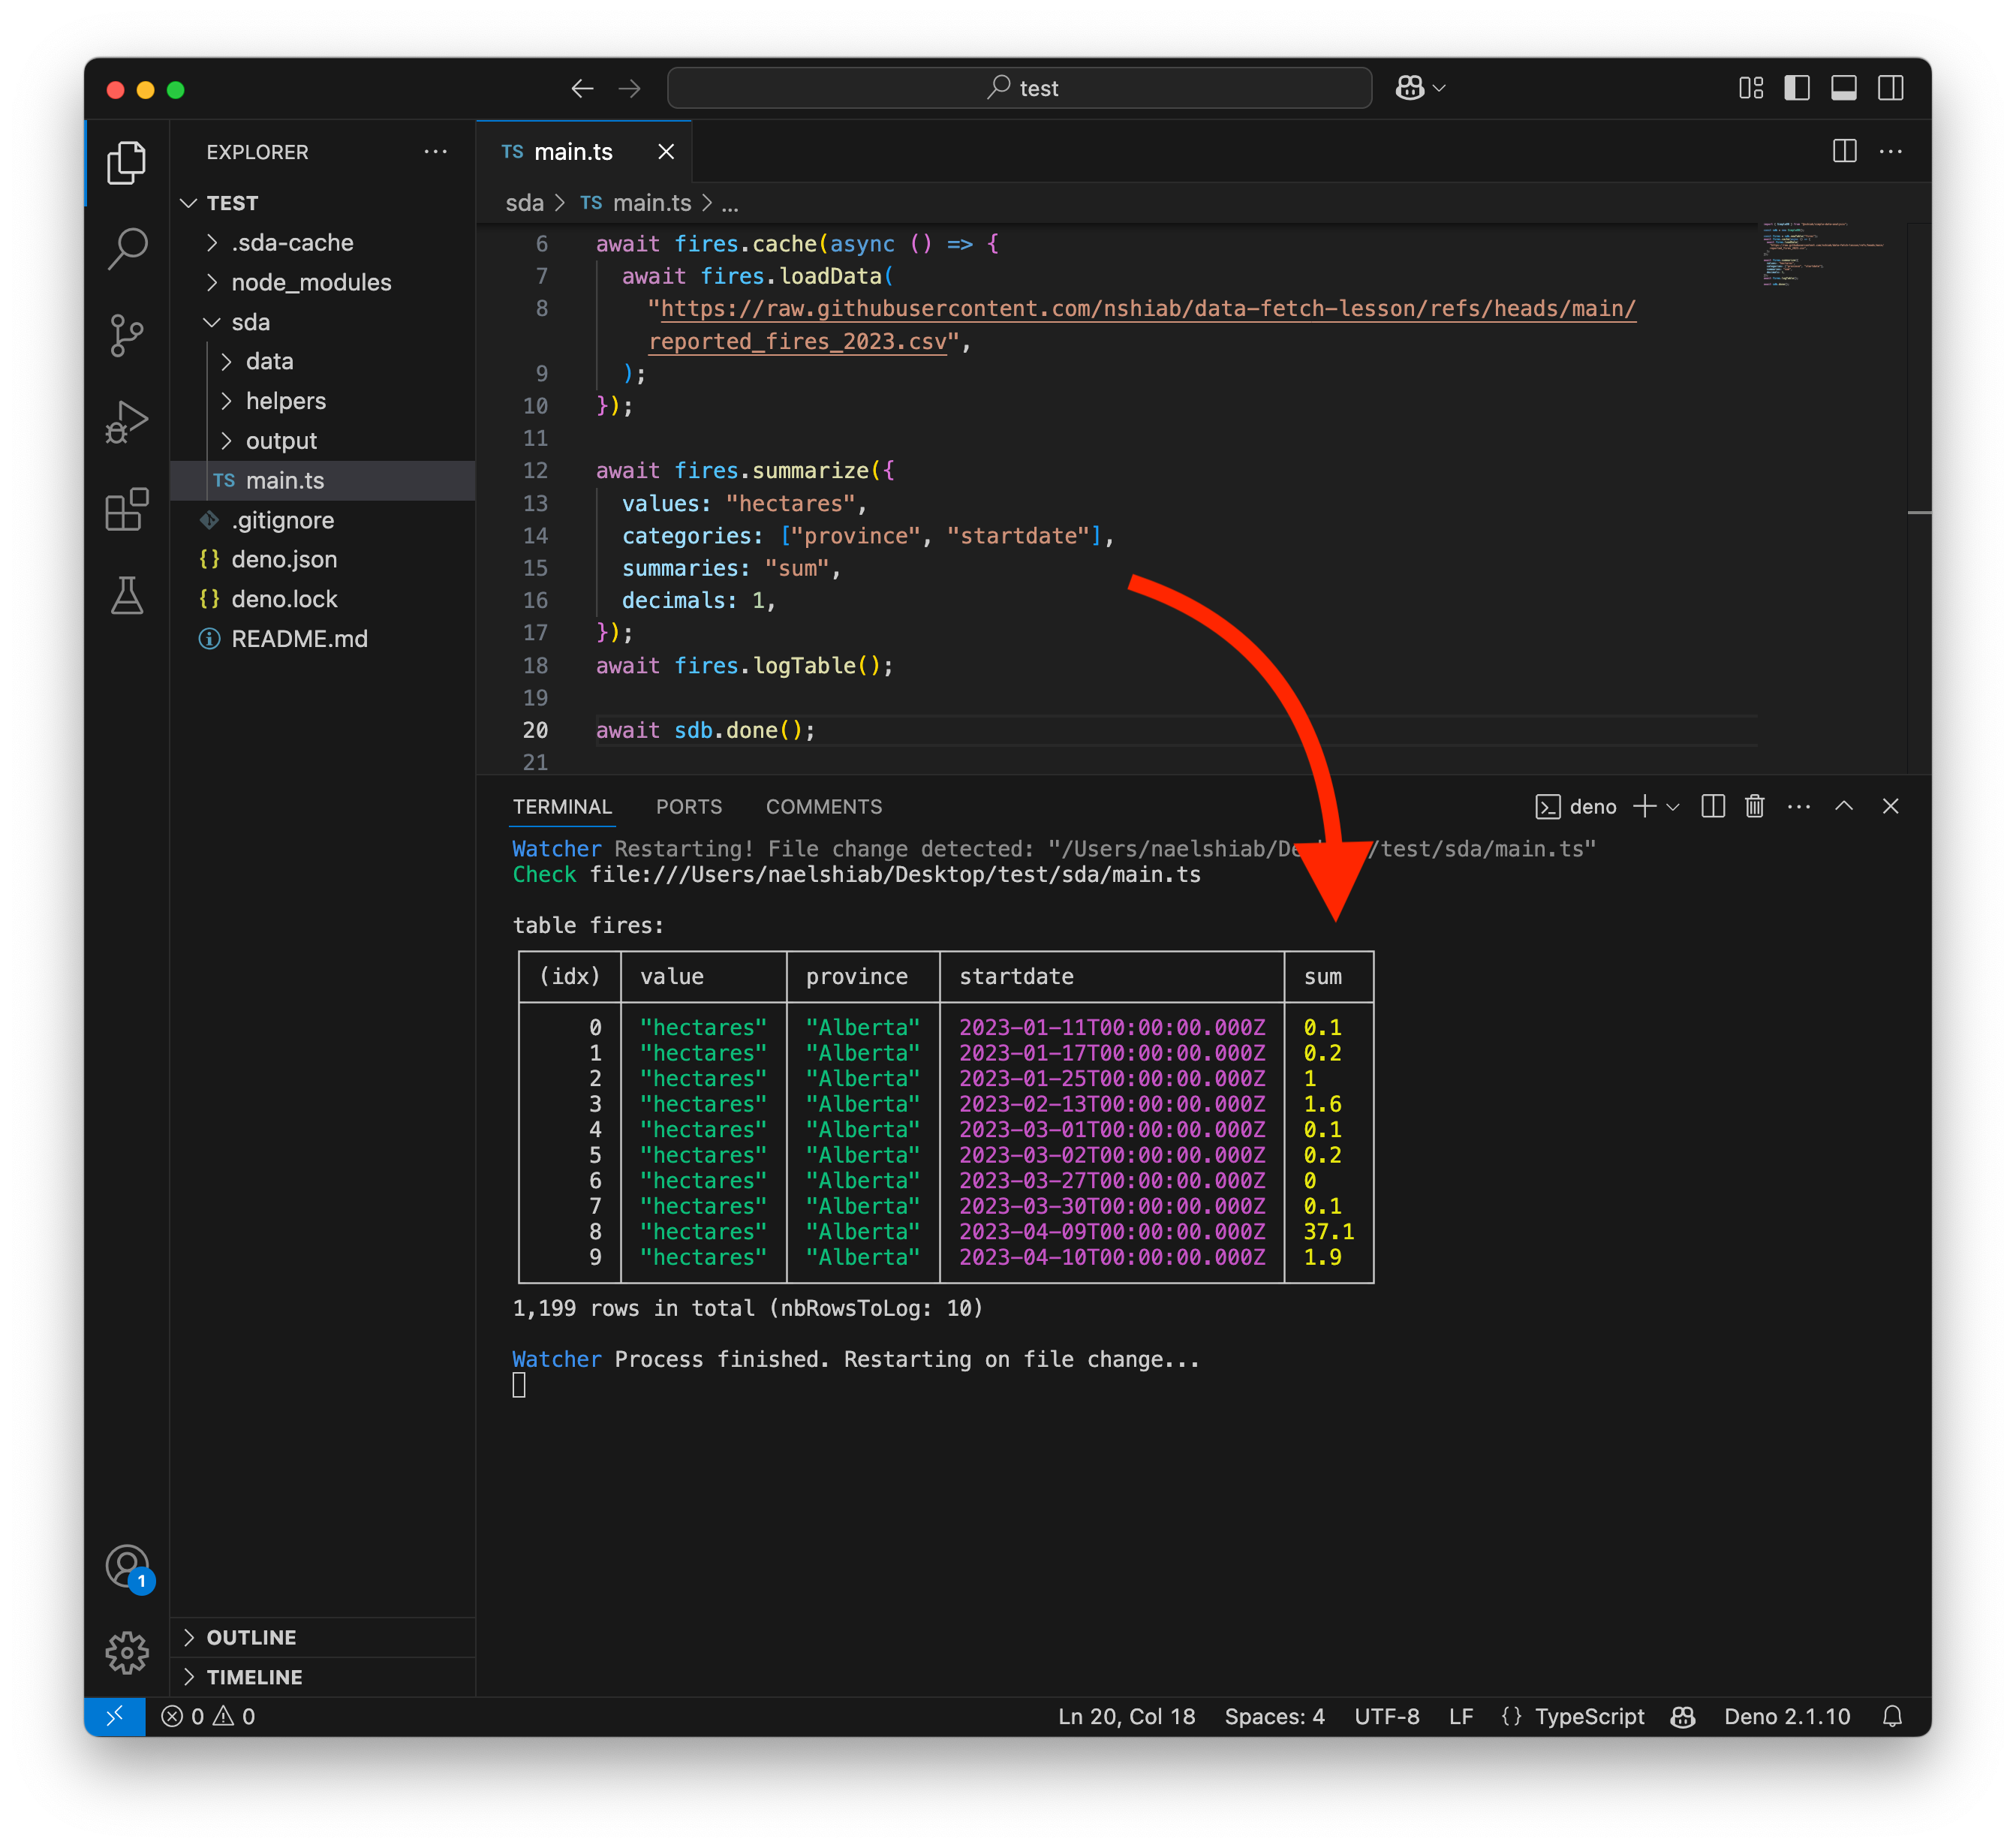 test
EXPLORER
TEST
.sda-cache
node_modules
sda
data
helpers
output
TS main.ts
.gitignore
{} deno.json
{} deno.lock
README.md
OUTLINE
TIMELINE
1
TS main.ts
sda > TS main.ts > ...
6 await fires.cache(async () => {
7 await fires.loadData(
8 "https://raw.githubusercontent.com/nshiab/data-fetch-lesson/refs/heads/main/
reported_fires_2023.csv",
9 );
10 });
11
12 await fires.summarize({
13 values: "hectares",
14 categories: ["province", "startdate"],
15 summaries: "sum",
16 decimals: 1,
17 });
18 await fires.logTable();
19
20 await sdb.done();
21
TERMINAL PORTS COMMENTS deno
Watcher Restarting! File change detected: "/Users/naelshiab/De /test/sda/main.ts"
Check file:///Users/naelshiab/Desktop/test/sda/main.ts
table fires:
(idx) value province startdate sum
0 "hectares" "Alberta" 2023-01-11T00:00:00.000Z 0.1
1 "hectares" "Alberta" 2023-01-17T00:00:00.000Z 0.2
2 "hectares" "Alberta" 2023-01-25T00:00:00.000Z 1
3 "hectares" "Alberta" 2023-02-13T00:00:00.000Z 1.6
4 "hectares" "Alberta" 2023-03-01T00:00:00.000Z 0.1
5 "hectares" "Alberta" 2023-03-02T00:00:00.000Z 0.2
6 "hectares" "Alberta" 2023-03-27T00:00:00.000Z 0
7 "hectares" "Alberta" 2023-03-30T00:00:00.000Z 0.1
8 "hectares" "Alberta" 2023-04-09T00:00:00.000Z 37.1
9 "hectares" "Alberta" 2023-04-10T00:00:00.000Z 1.9
1,199 rows in total (nbRowsToLog: 10)
Watcher Process finished. Restarting on file change...
0 0 Ln 20, Col 18 Spaces: 4 UTF-8 LF {} TypeScript Deno 2.1.10